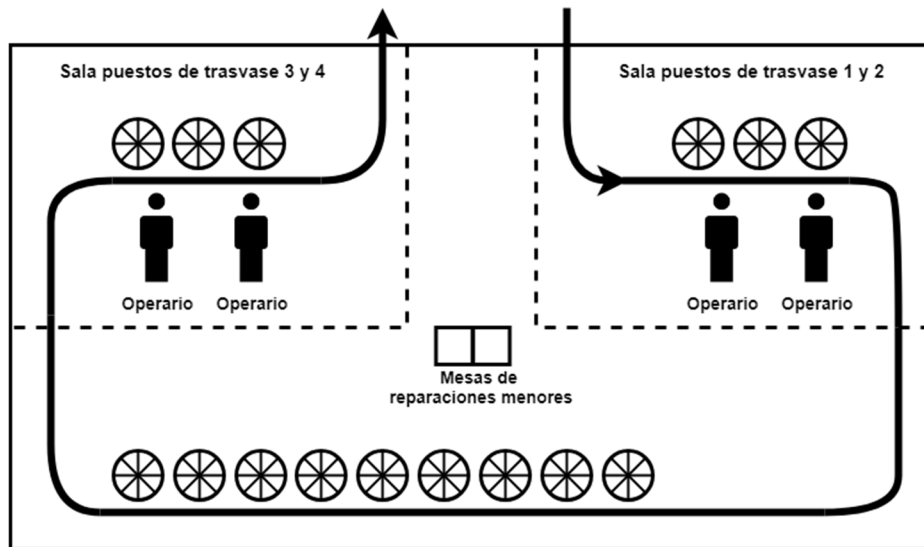 Sala puestos de trasvase 3 y 4
Sala puestos de trasvase 1 y 2
Operario
Operario
Operario
Operario
Mesas de
reparaciones menores